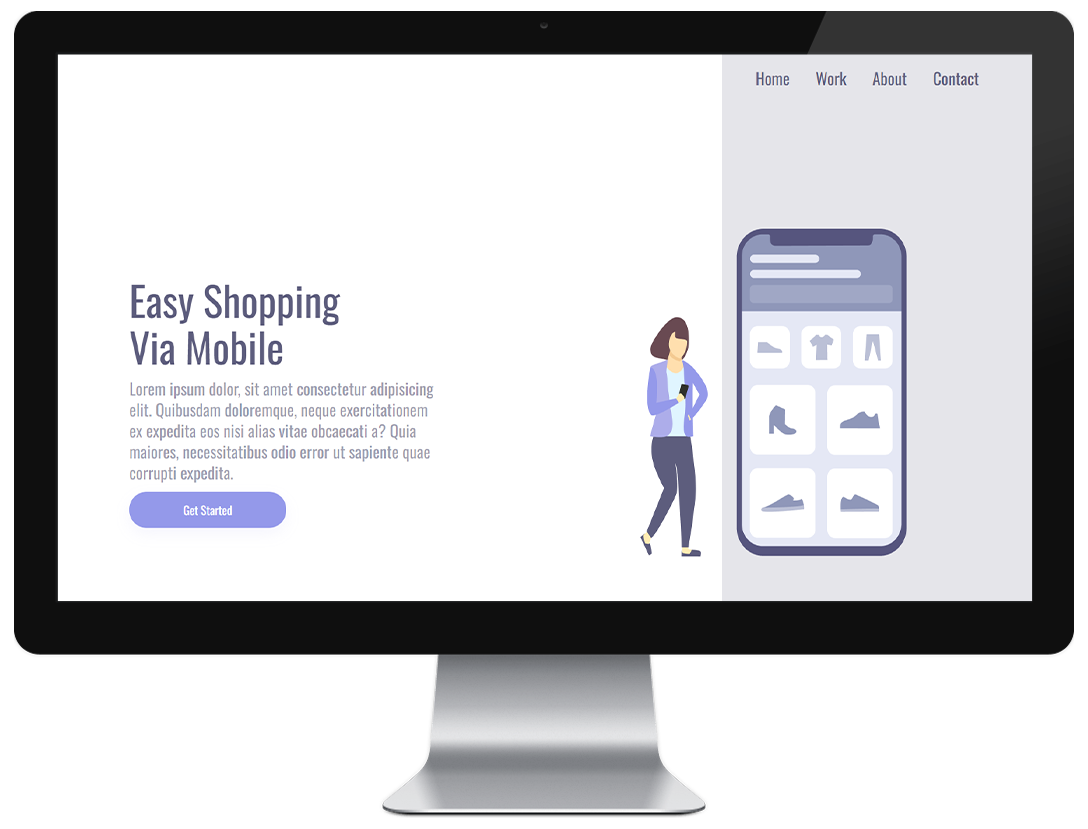 Home Work About Contact
Easy Shopping
Via Mobile
Lorem ipsum dolor, sit amet consectetur adipisicing
elit. Quibusdam doloremque, neque exercitationem
ex expedita eos nisi alias vitae obcaecati a? Quia
maiores, necessitatibus odio error ut sapiente quae
corrupti expedita.
Get Started